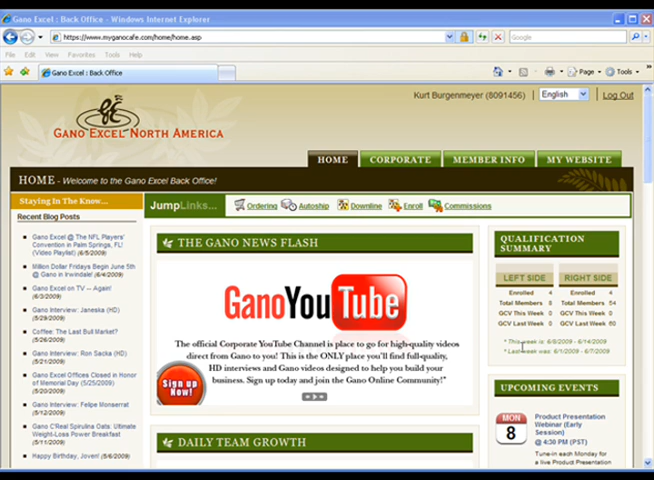 Gano Excel : Back Office - Windows Internet Explorer
https://www.myganocafe.com/home/home.asp
Google
File Edit View Favorites Tools Help
Gano Excel : Back Office
Page Tools
Kurt Burgenmeyer (8091456) | English | Log Out
GANO EXCEL NORTH AMERICA
HOME CORPORATE MEMBER INFO MY WEBSITE
HOME - Welcome to the Gano Excel Back Office!
Staying In The Know...
JumpLinks... Ordering Autoship Downline Enroll Commissions
Recent Blog Posts
Gano Excel @ The NFL Players'
Convention in Palm Springs, FL!
(Video Playlist) (6/5/2009)
Million Dollar Fridays Begin June 5th
@ Gano in Irwindale! (6/4/2009)
Gano Excel on TV -- Again!
(6/3/2009)
Gano Interview: Janeska (HD)
(5/29/2009)
Coffee: The Last Bull Market?
(5/26/2009)
Gano Interview: Ron Sacka (HD)
(5/21/2009)
Gano Excel Offices Closed in Honor
of Memorial Day (5/25/2009)
(5/20/2009)
Gano Interview: Felipe Monserrat
(5/12/2009)
Gano C'Real Spirulina Oats: Ultimate
Weight-Loss Power Breakfast
(5/11/2009)
Happy Birthday, Joven! (5/6/2009)
THE GANO NEWS FLASH
GanoYouTube
The official Corporate YouTube Channel is place to go for high-quality videos
direct from Gano to you! This is the ONLY place you'll find full-quality,
HD interviews and Gano videos designed to help you build your
business. Sign up today and join the Gano Online Community!"
Sign up
Now!
DAILY TEAM GROWTH
QUALIFICATION
SUMMARY
LEFT SIDE RIGHT SIDE
Enrolled 4 Enrolled 4
Total Members 8 Total Members 54
GCV This Week 0 GCV This Week 0
GCV Last Week 0 GCV Last Week 60
* This week is: 6/8/2009 - 6/14/2009
* Last week was: 6/1/2009 - 6/7/2009
UPCOMING EVENTS
MON
8
Product Presentation
Webinar (Early
Session)
@ 4:30 PM (PST)
Tune-in each Monday for
a live Product Presentation